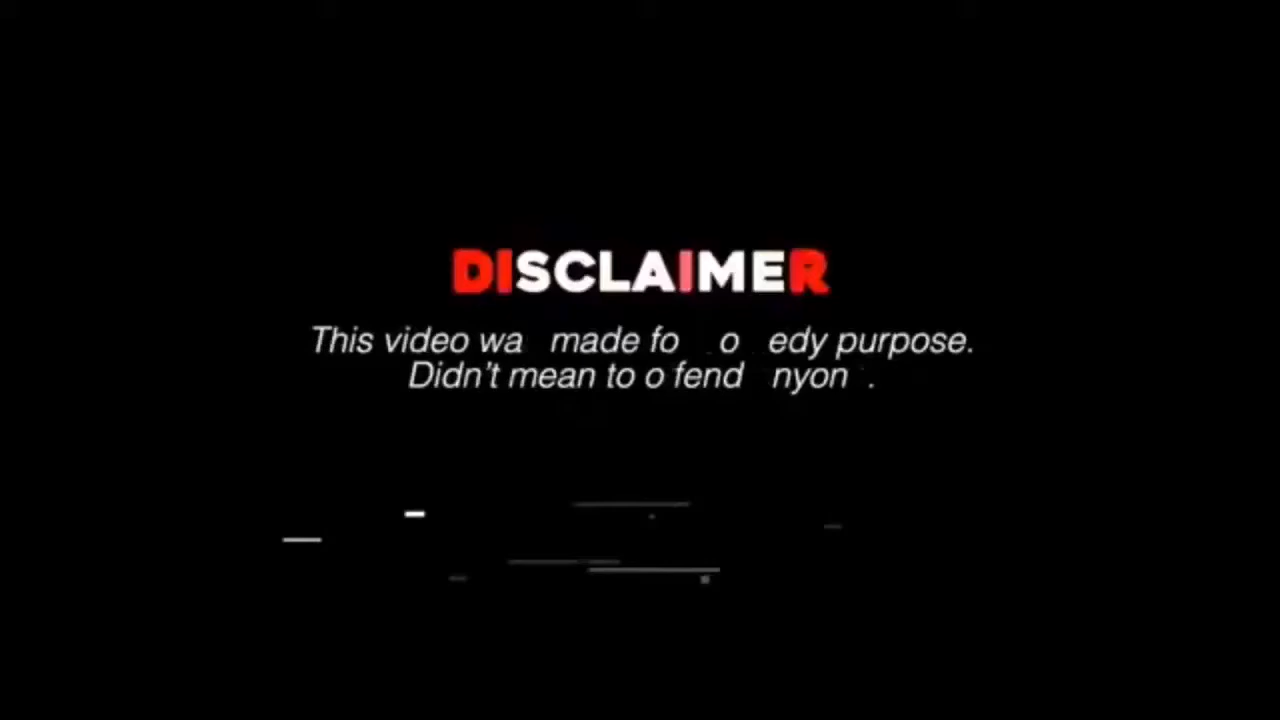 DISCLAIMER
This video wa made fo o edy purpose.
Didn't mean to o fend nyon .